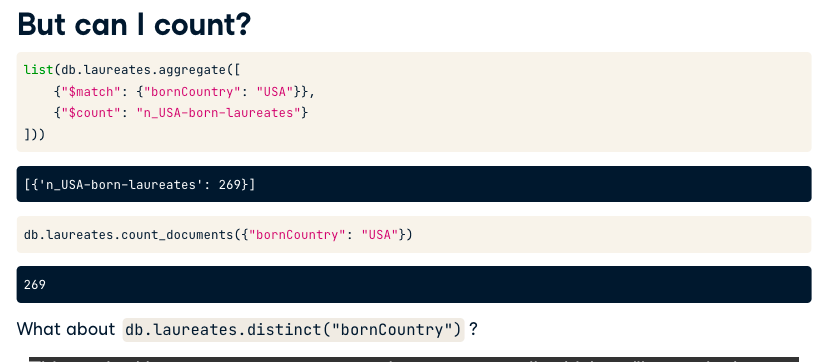 But can I count?
list(db.laureates.aggregate([
    {"$match": {"bornCountry": "USA"}},
    {"$count": "n_USA-born-laureates"}
]))
[{'n_USA-born-laureates': 269}]
db.laureates.count_documents({"bornCountry": "USA"})
269
What about db.laureates.distinct("bornCountry") ?